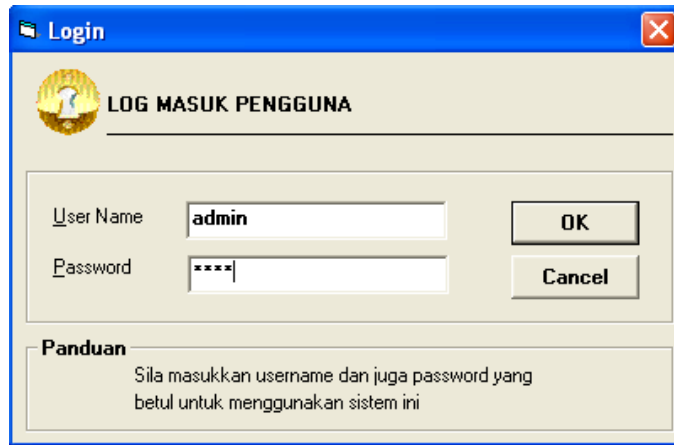 Login
LOG MASUK PENGGUNA
User Name
admin
OK
Password
****
Cancel
Panduan
Sila masukkan username dan juga password yang
betul untuk menggunakan sistem ini